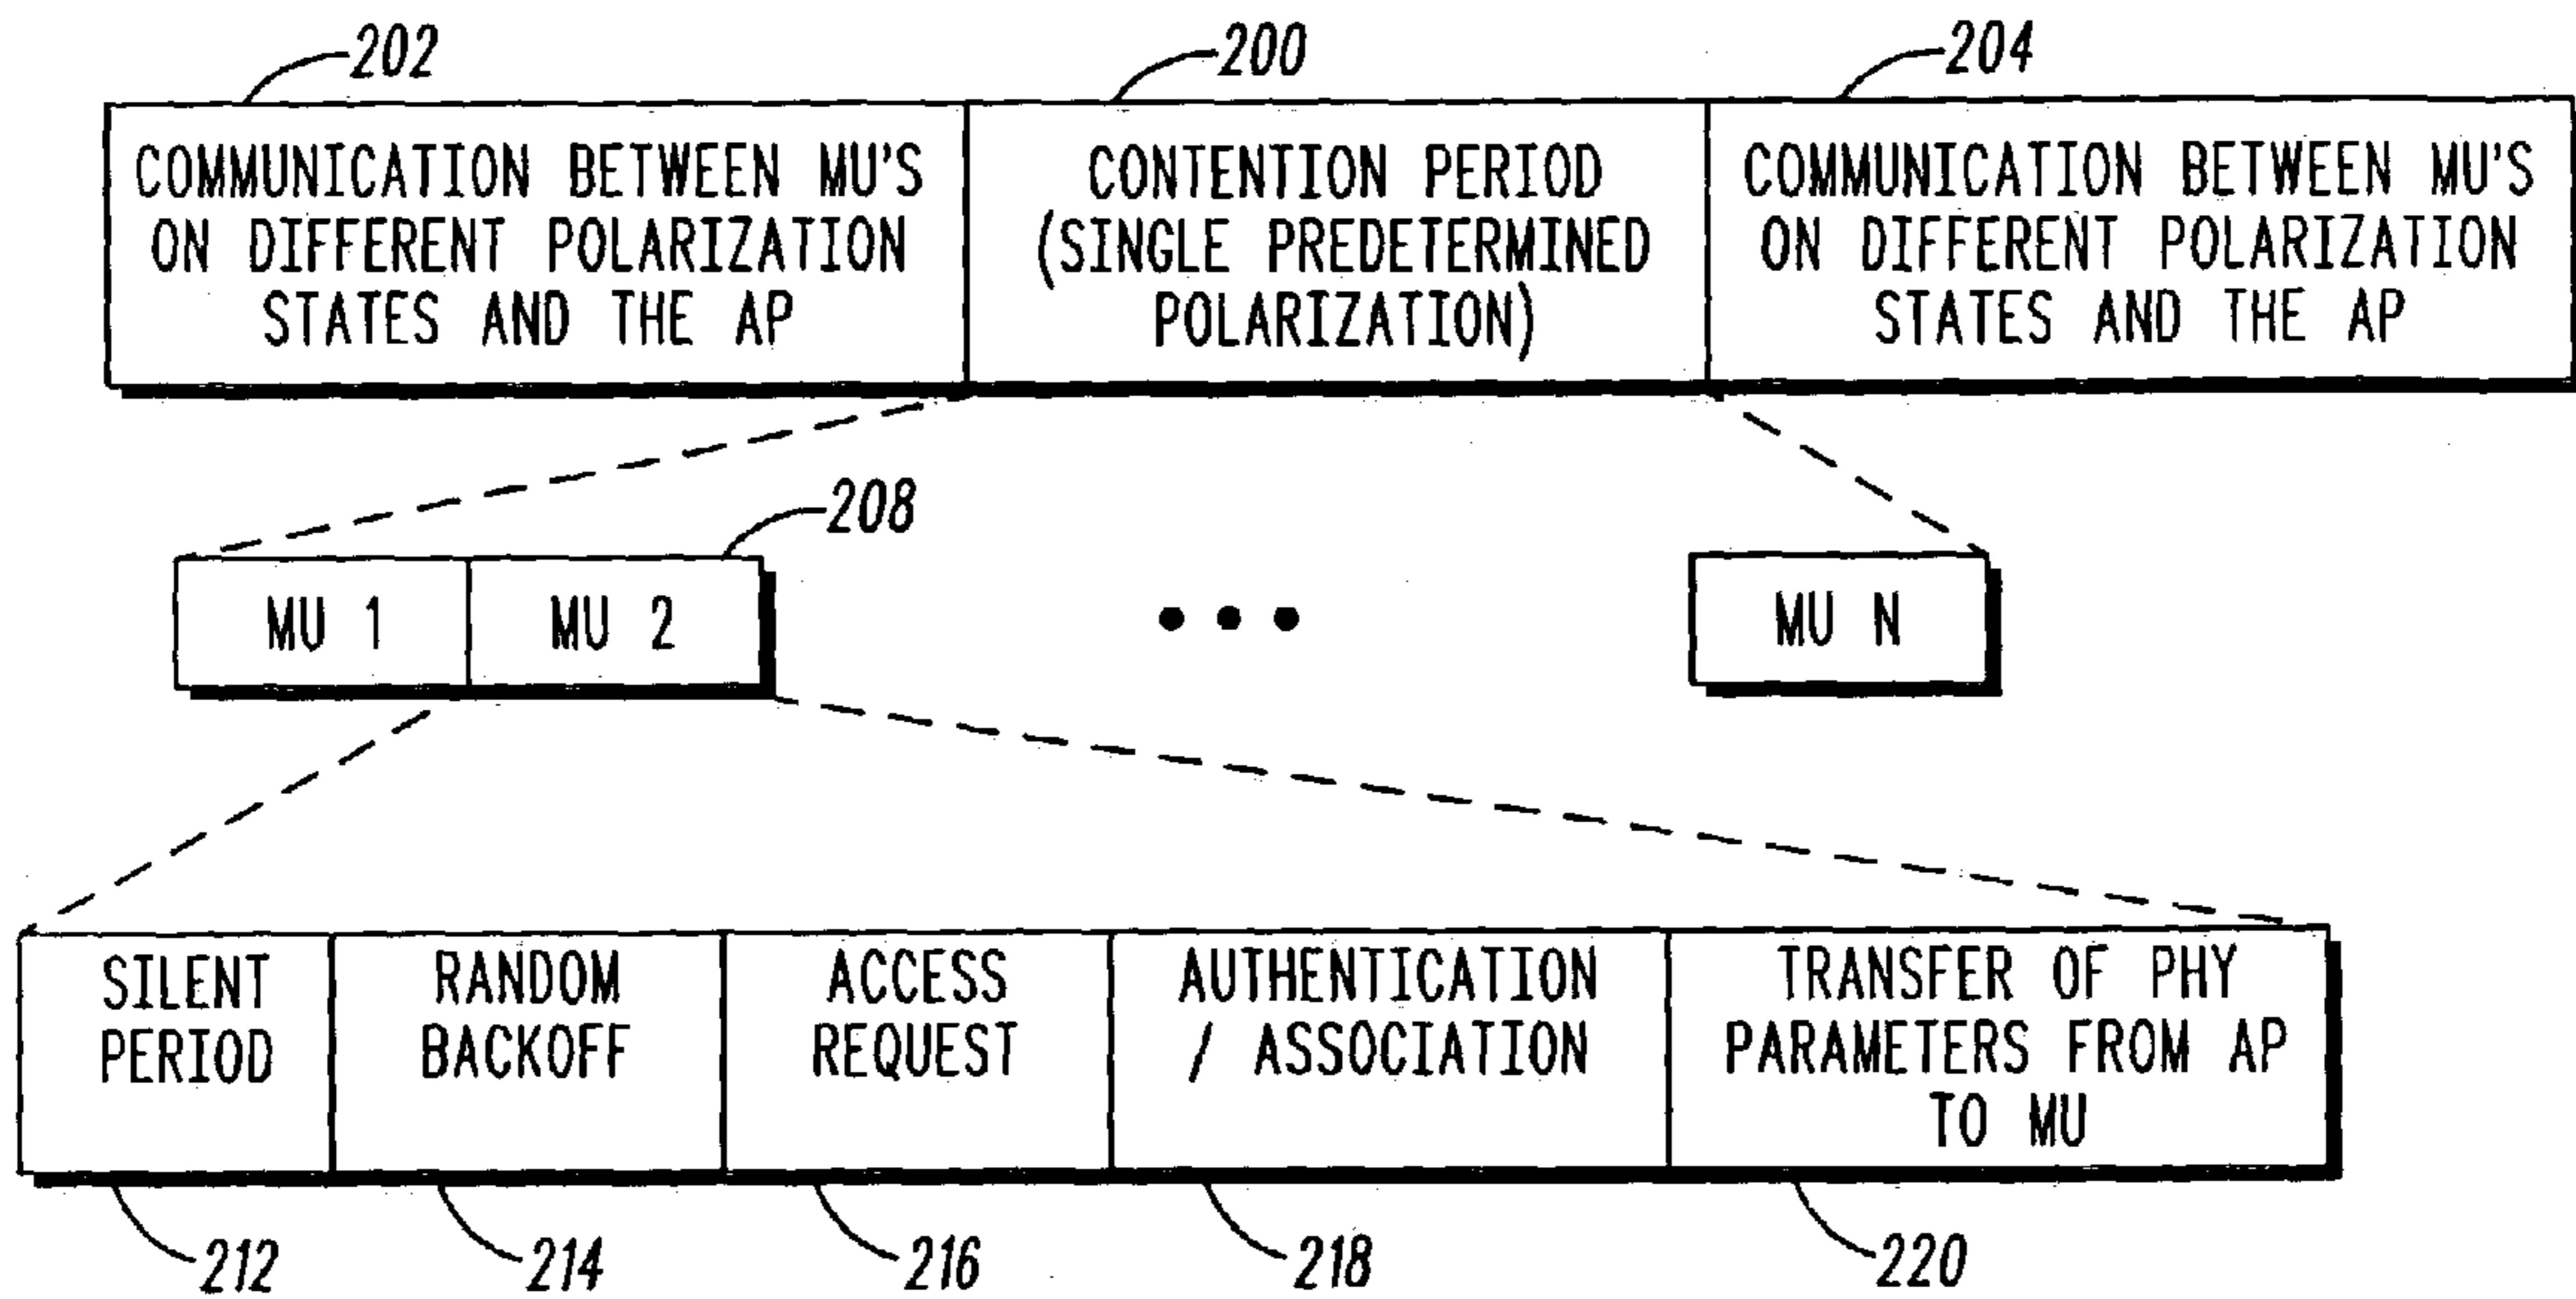 202
200
204
COMMUNICATION BETWEEN MU'S
ON DIFFERENT POLARIZATION
STATES AND THE AP
CONTENTION PERIOD
(SINGLE PREDETERMINED
POLARIZATION)
COMMUNICATION BETWEEN MU'S
ON DIFFERENT POLARIZATION
STATES AND THE AP
208
MU 1
MU 2
MU N
SILENT
PERIOD
RANDOM
BACKOFF
ACCESS
REQUEST
AUTHENTICATION
/ ASSOCIATION
TRANSFER OF PHY
PARAMETERS FROM AP
TO MU
212
214
216
218
220